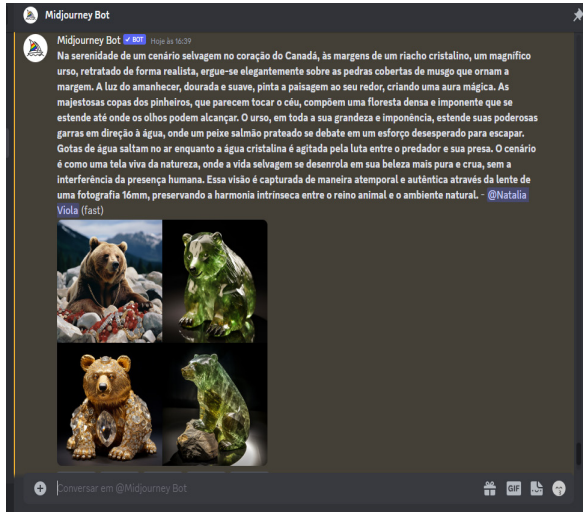 Midjourney Bot
Midjourney Bot ✓ BOT Hoje às 16:39
Na serenidade de um cenário selvagem no coração do Canadá, às margens de um riacho cristalino, um magnífico
urso, retratado de forma realista, ergue-se elegantemente sobre as pedras cobertas de musgo que ornam a
margem. A luz do amanhecer, dourada e suave, pinta a paisagem ao seu redor, criando uma aura mágica. As
majestosas copas dos pinheiros, que parecem tocar o céu, compõem uma floresta densa e imponente que se
estende até onde os olhos podem alcançar. O urso, em toda a sua grandeza e imponência, estende suas poderosas
garras em direção à água, onde um peixe salmão prateado se debate em um esforço desesperado para escapar.
Gotas de água saltam no ar enquanto a água cristalina é agitada pela luta entre o predador e sua presa. O cenário
é como uma tela viva da natureza, onde a vida selvagem se desenrola em sua beleza mais pura e crua, sem a
interferência da presença humana. Essa visão é capturada de maneira atemporal e autêntica através da lente de
uma fotografia 16mm, preservando a harmonia intrínseca entre o reino animal e o ambiente natural. - @Natalia
Viola (fast)
Conversar em @Midjourney Bot
GIF